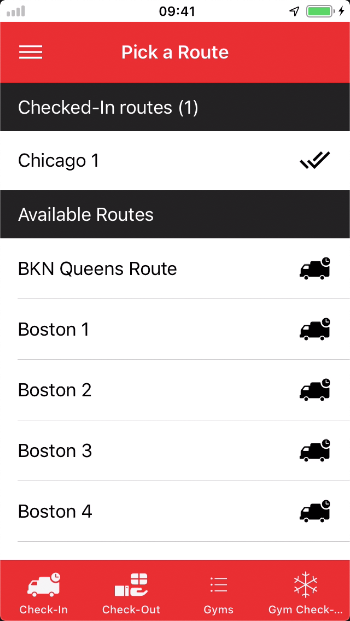 09:41
Pick a Route
Checked-In routes (1)
Chicago 1
Available Routes
BKN Queens Route
Boston 1
Boston 2
Boston 3
Boston 4
Check-In
Check-Out
Gyms
Gym Check-...